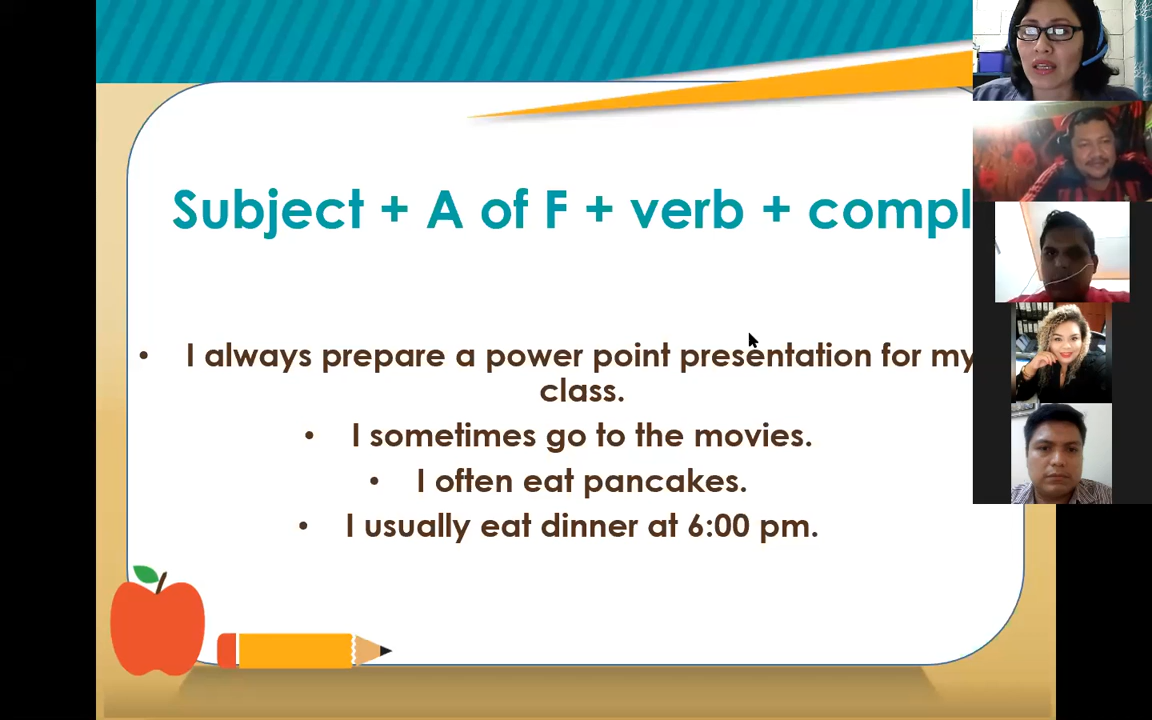 Subject + A of F + verb + compl
• I always prepare a power point presentation for my
class.
• I sometimes go to the movies.
• I often eat pancakes.
• I usually eat dinner at 6:00 pm.